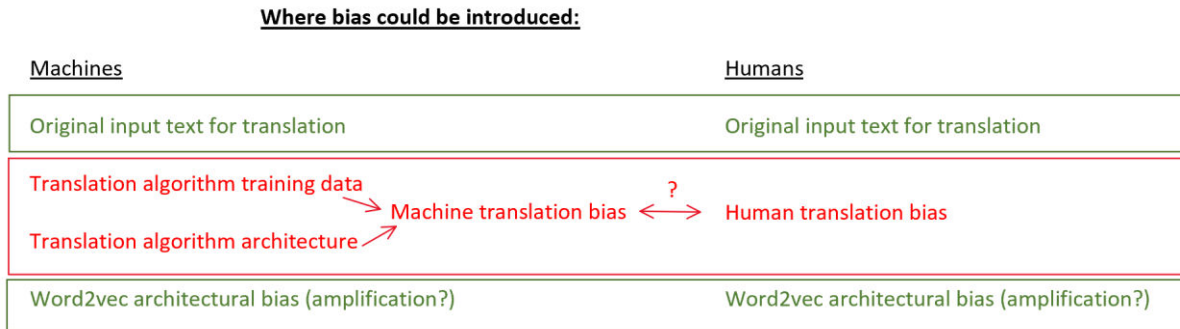 Where bias could be introduced:
Machines Humans
Original input text for translation Original input text for translation
Translation algorithm training data
?
Machine translation bias Human translation bias
Translation algorithm architecture
Word2vec architectural bias (amplification?) Word2vec architectural bias (amplification?)